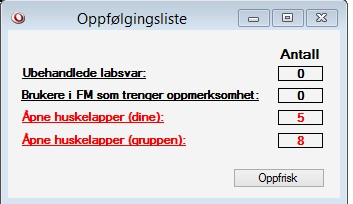 Oppfølgingsliste
Antall
Ubehandlede labsvar: 0
Brukere i FM som trenger oppmerksomhet: 0
Åpne huskelapper (dine): 5
Åpne huskelapper (gruppen): 8
Oppfrisk